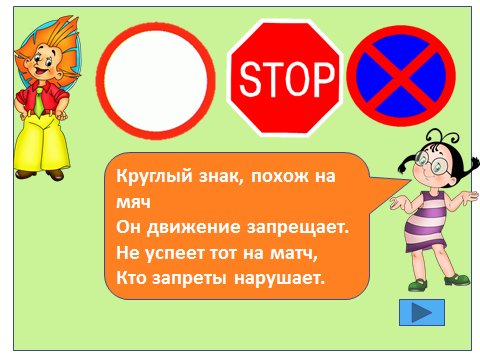 STOP
Круглый знак, похож на
мяч
Он движение запрещает.
Не успеет тот на матч,
Кто запреты нарушает.